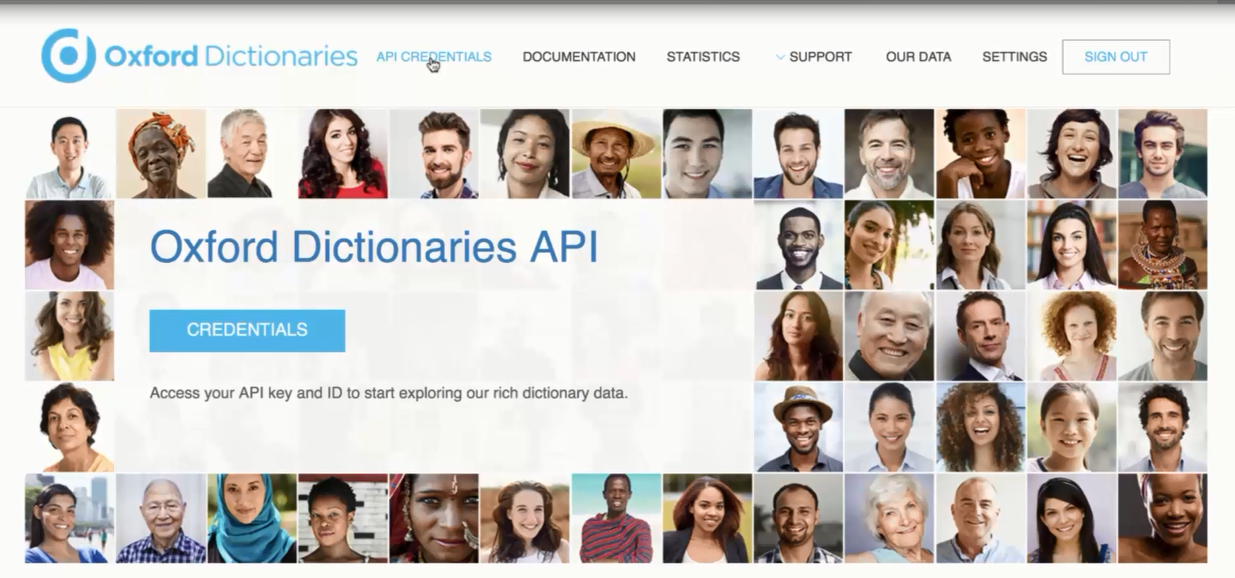 Oxford Dictionaries API CREDENTIALS DOCUMENTATION STATISTICS SUPPORT OUR DATA SETTINGS SIGN OUT
Oxford Dictionaries API
CREDENTIALS
Access your API key and ID to start exploring our rich dictionary data.